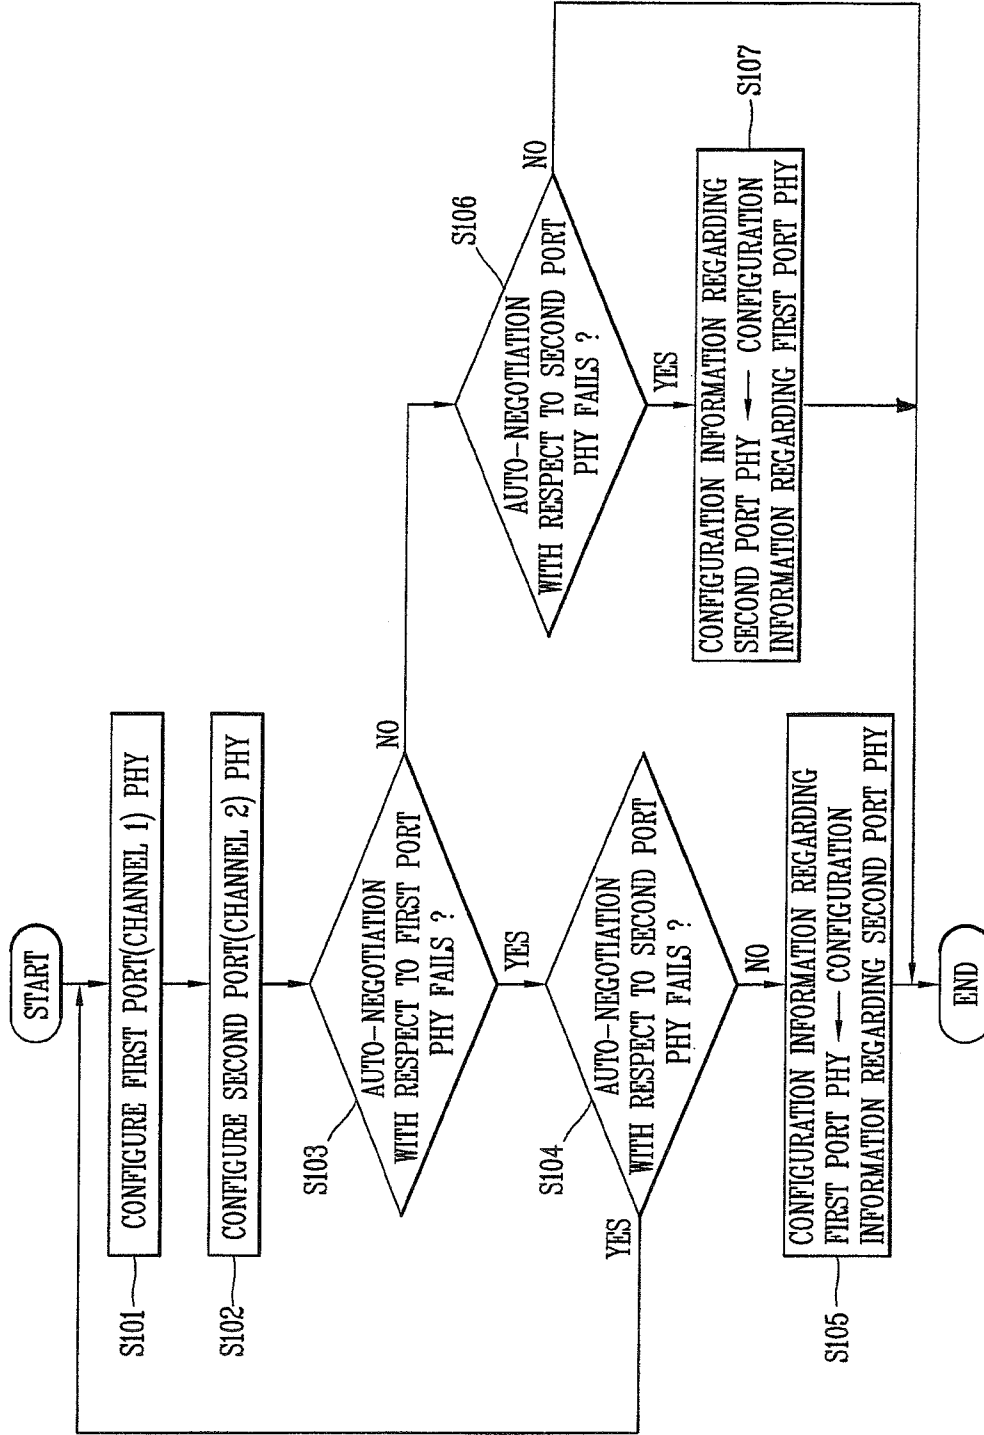 START
S101
CONFIGURE FIRST PORT(CHANNEL 1) PHY
S102
CONFIGURE SECOND PORT(CHANNEL 2) PHY
S103
AUTO-NEGOTIATION
WITH RESPECT TO FIRST PORT
PHY FAILS ?
NO
YES
S104
AUTO-NEGOTIATION
WITH RESPECT TO SECOND PORT
PHY FAILS ?
YES
NO
S105
CONFIGURATION INFORMATION REGARDING
FIRST PORT PHY ← CONFIGURATION
INFORMATION REGARDING SECOND PORT PHY
S106
AUTO-NEGOTIATION
WITH RESPECT TO SECOND PORT
PHY FAILS ?
NO
YES
S107
CONFIGURATION INFORMATION REGARDING
SECOND PORT PHY ← CONFIGURATION
INFORMATION REGARDING FIRST PORT PHY
END